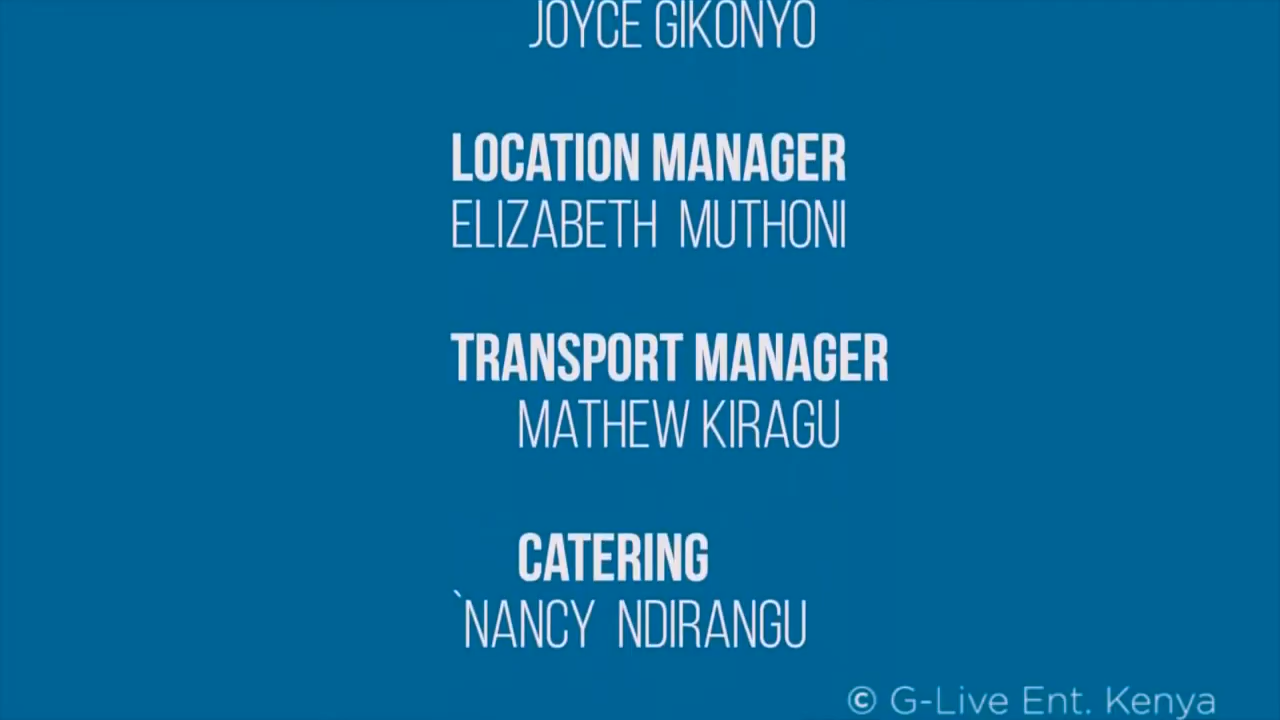 JOYCE GIKONYO
LOCATION MANAGER
ELIZABETH MUTHONI
TRANSPORT MANAGER
MATHEW KIRAGU
CATERING
`NANCY NDIRANGU
© G-Live Ent. Kenya